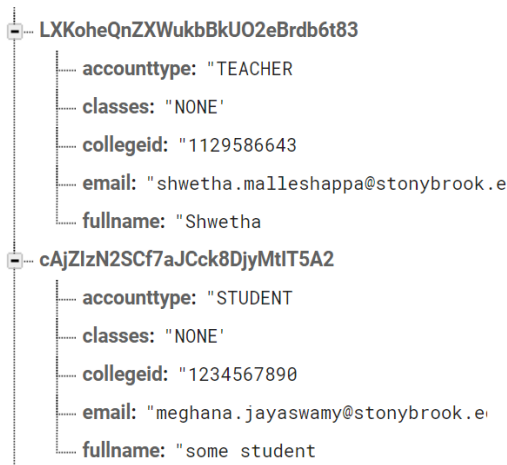 LXKoheQnZXWukbBkUO2eBrdb6t83
accounttype: "TEACHER
classes: "NONE'
collegeid: "1129586643
email: "shwetha.malleshappa@stonybrook.e
fullname: "Shwetha
cAjZIzN2SCf7aJCck8DjyMtIT5A2
accounttype: "STUDENT
classes: "NONE'
collegeid: "1234567890
email: "meghana.jayaswamy@stonybrook.e
fullname: "some student